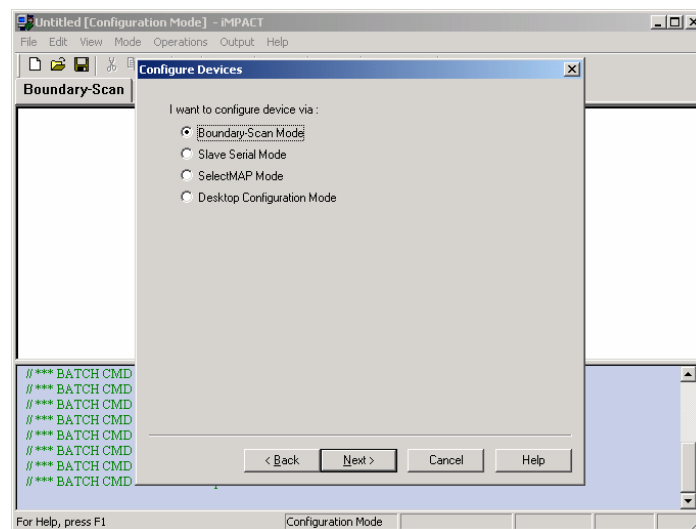 Untitled [Configuration Mode] - iMPACT
File Edit View Mode Operations Output Help
Configure Devices
Boundary-Scan
I want to configure device via :
Boundary-Scan Mode
Slave Serial Mode
SelectMAP Mode
Desktop Configuration Mode
// *** BATCH CMD
// *** BATCH CMD
// *** BATCH CMD
// *** BATCH CMD
// *** BATCH CMD
// *** BATCH CMD
// *** BATCH CMD
// *** BATCH CMD
< Back Next > Cancel Help
For Help, press F1 Configuration Mode